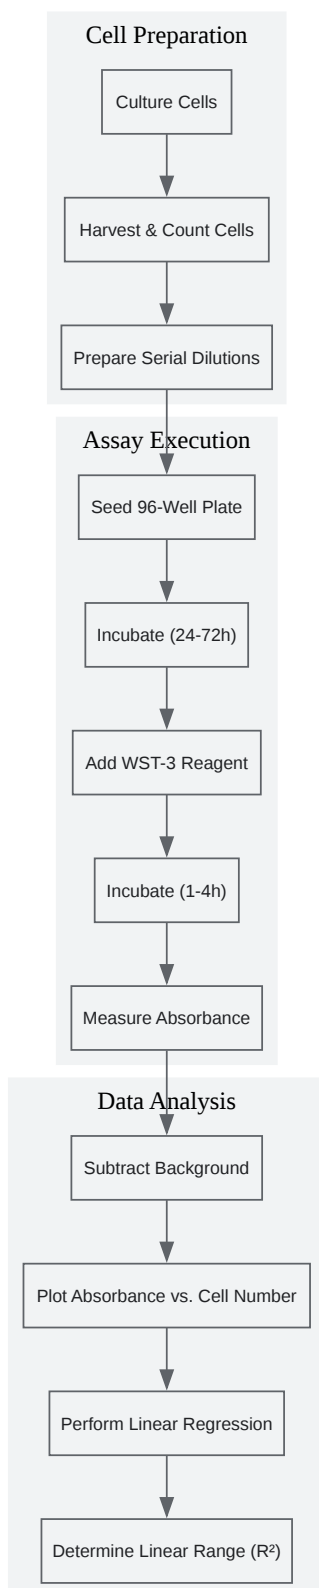 Cell Preparation
Culture Cells
Harvest & Count Cells
Prepare Serial Dilutions
Assay Execution
Seed 96-Well Plate
Incubate (24-72h)
Add WST-3 Reagent
Incubate (1-4h)
Measure Absorbance
Data Analysis
Subtract Background
Plot Absorbance vs. Cell Number
Perform Linear Regression
Determine Linear Range (R²)